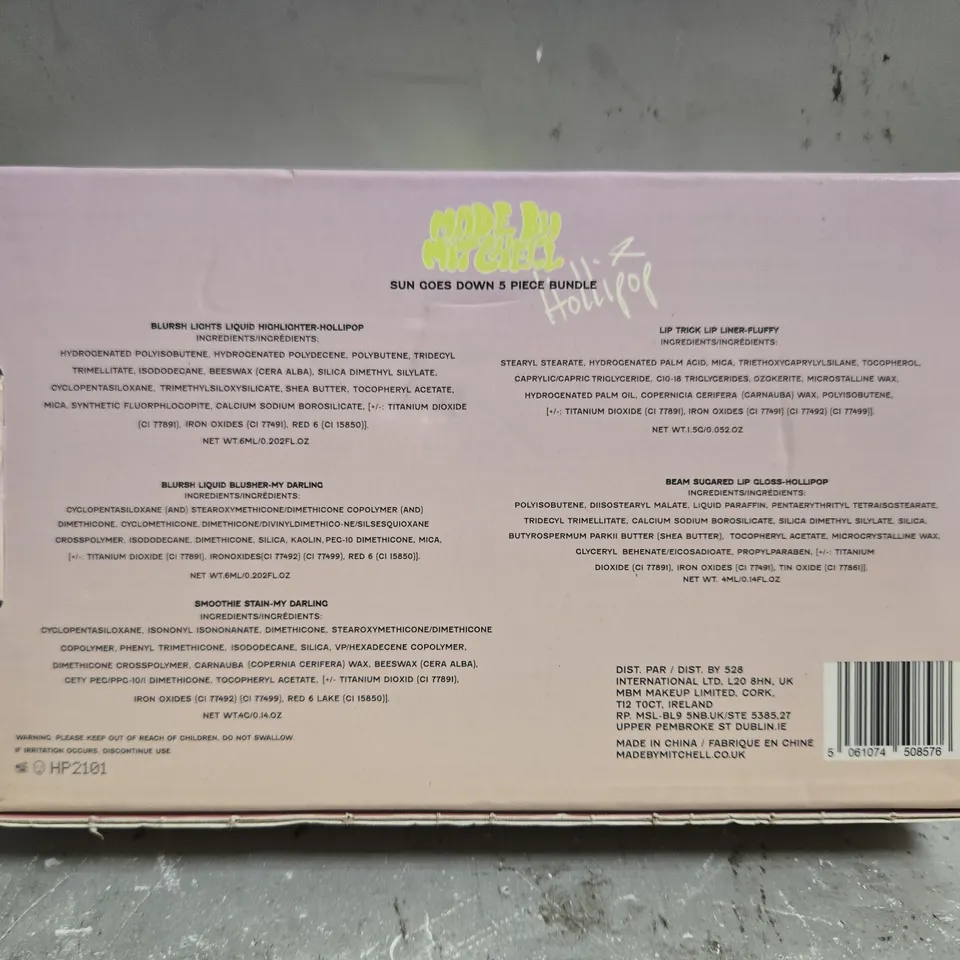 MADE BY
MITCHELL
X
Hollipop
SUN GOES DOWN 5 PIECE BUNDLE
BLURSH LIGHTS LIQUID HIGHLIGHTER-HOLLIPOP
INGREDIENTS/INGRÉDIENTS:
HYDROGENATED POLYISOBUTENE, HYDROGENATED POLYDECENE, POLYBUTENE, TRIDECYL
TRIMELLITATE, ISODODECANE, BEESWAX (CERA ALBA), SILICA DIMETHYL SILYLATE,
CYCLOPENTASILOXANE, TRIMETHYLSILOXYSILICATE, SHEA BUTTER, TOCOPHERYL ACETATE,
MICA, SYNTHETIC FLUORPHLOCOPITE, CALCIUM SODIUM BOROSILICATE, [+/-: TITANIUM DIOXIDE
(CI 77891), IRON OXIDES (CI 77491), RED 6 (CI 15850)].
NET WT.6ML/0.202FL.OZ
BLURSH LIQUID BLUSHER-MY DARLING
INGREDIENTS/INGRÉDIENTS:
CYCLOPENTASILOXANE (AND) STEAROXYMETHICONE/DIMETHICONE COPOLYMER (AND)
DIMETHICONE, CYCLOMETHICONE, DIMETHICONE/DIVINYLDIMETHICO-NE/SILSESQUIOXANE
CROSSPOLYMER, ISODODECANE, DIMETHICONE, SILICA, KAOLIN, PEC-10 DIMETHICONE, MICA,
[+/-: TITANIUM DIOXIDE (CI 77891), IRONOXIDES(CI 77492) (CI 77499), RED 6 (CI 15850)].
NET WT.6ML/0.202FL.OZ
SMOOTHIE STAIN-MY DARLING
INGREDIENTS/INGRÉDIENTS:
CYCLOPENTASILOXANE, ISONONYL ISONONANATE, DIMETHICONE, STEAROXYMETHICONE/DIMETHICONE
COPOLYMER, PHENYL TRIMETHICONE, ISODODECANE, SILICA, VP/HEXADECENE COPOLYMER,
DIMETHICONE CROSSPOLYMER, CARNAUBA (COPERNIA CERIFERA) WAX, BEESWAX (CERA ALBA),
CETY PEG/PPC-10/1 DIMETHICONE, TOCOPHERYL ACETATE, [+/- TITANIUM DIOXID (CI 77891),
IRON OXIDES (CI 77492) (CI 77499), RED 6 LAKE (CI 15850)].
NET WT.4G/0.14.OZ
WARNING: PLEASE KEEP OUT OF REACH OF CHILDREN, DO NOT SWALLOW.
IF IRRITATION OCCURS, DISCONTINUE USE
HP2101
LIP TRICK LIP LINER-FLUFFY
INGREDIENTS/INGRÉDIENTS:
STEARYL STEARATE, HYDROGENATED PALM ACID, MICA, TRIETHOXYCAPRYLYLSILANE, TOCOPHEROL,
CAPRYLIC/CAPRIC TRIGLYCERIDE, C10-18 TRIGLYCERIDES, OZOKERITE, MICROSTALLINE WAX,
HYDROGENATED PALM OIL, COPERNICIA CERIFERA (CARNAUBA) WAX, POLYISOBUTENE,
[+/-: TITANIUM DIOXIDE (CI 77891), IRON OXIDES (CI 77491) (CI 77492) (CI 77499)].
NET WT.1.5G/0.052.OZ
BEAM SUGARED LIP GLOSS-HOLLIPOP
INGREDIENTS/INGRÉDIENTS:
POLYISOBUTENE, DIISOSTEARYL MALATE, LIQUID PARAFFIN, PENTAERYTHRITYL TETRAISOSTEARATE,
TRIDECY TRIMELLITATE, CALCIUM SODIUM BOROSILICATE, SILICA DIMETHYL SILYLATE, SILICA,
BUTYROSPERMUM PARKII BUTTER (SHEA BUTTER), TOCOPHERYL ACETATE, MICROCRYSTALLINE WAX,
GLYCERYL BEHENATE/EICOSADIOATE, PROPYLPARABEN, [+/-: TITANIUM
DIOXIDE (CI 77891), IRON OXIDES (CI 77491), TIN OXIDE (CI 77861)].
NET WT. 4ML/0.14FL.OZ
DIST. PAR / DIST. BY 528
INTERNATIONAL LTD, L20 8HN, UK
MBM MAKEUP LIMITED, CORK,
T12 T0CT, IRELAND
RP. MSL-BL9 5NB.UK/STE 5385.27
UPPER PEMBROKE ST DUBLIN.IE
MADE IN CHINA / FABRIQUE EN CHINE
MADEBYMITCHELL.CO.UK
5 061074 508576